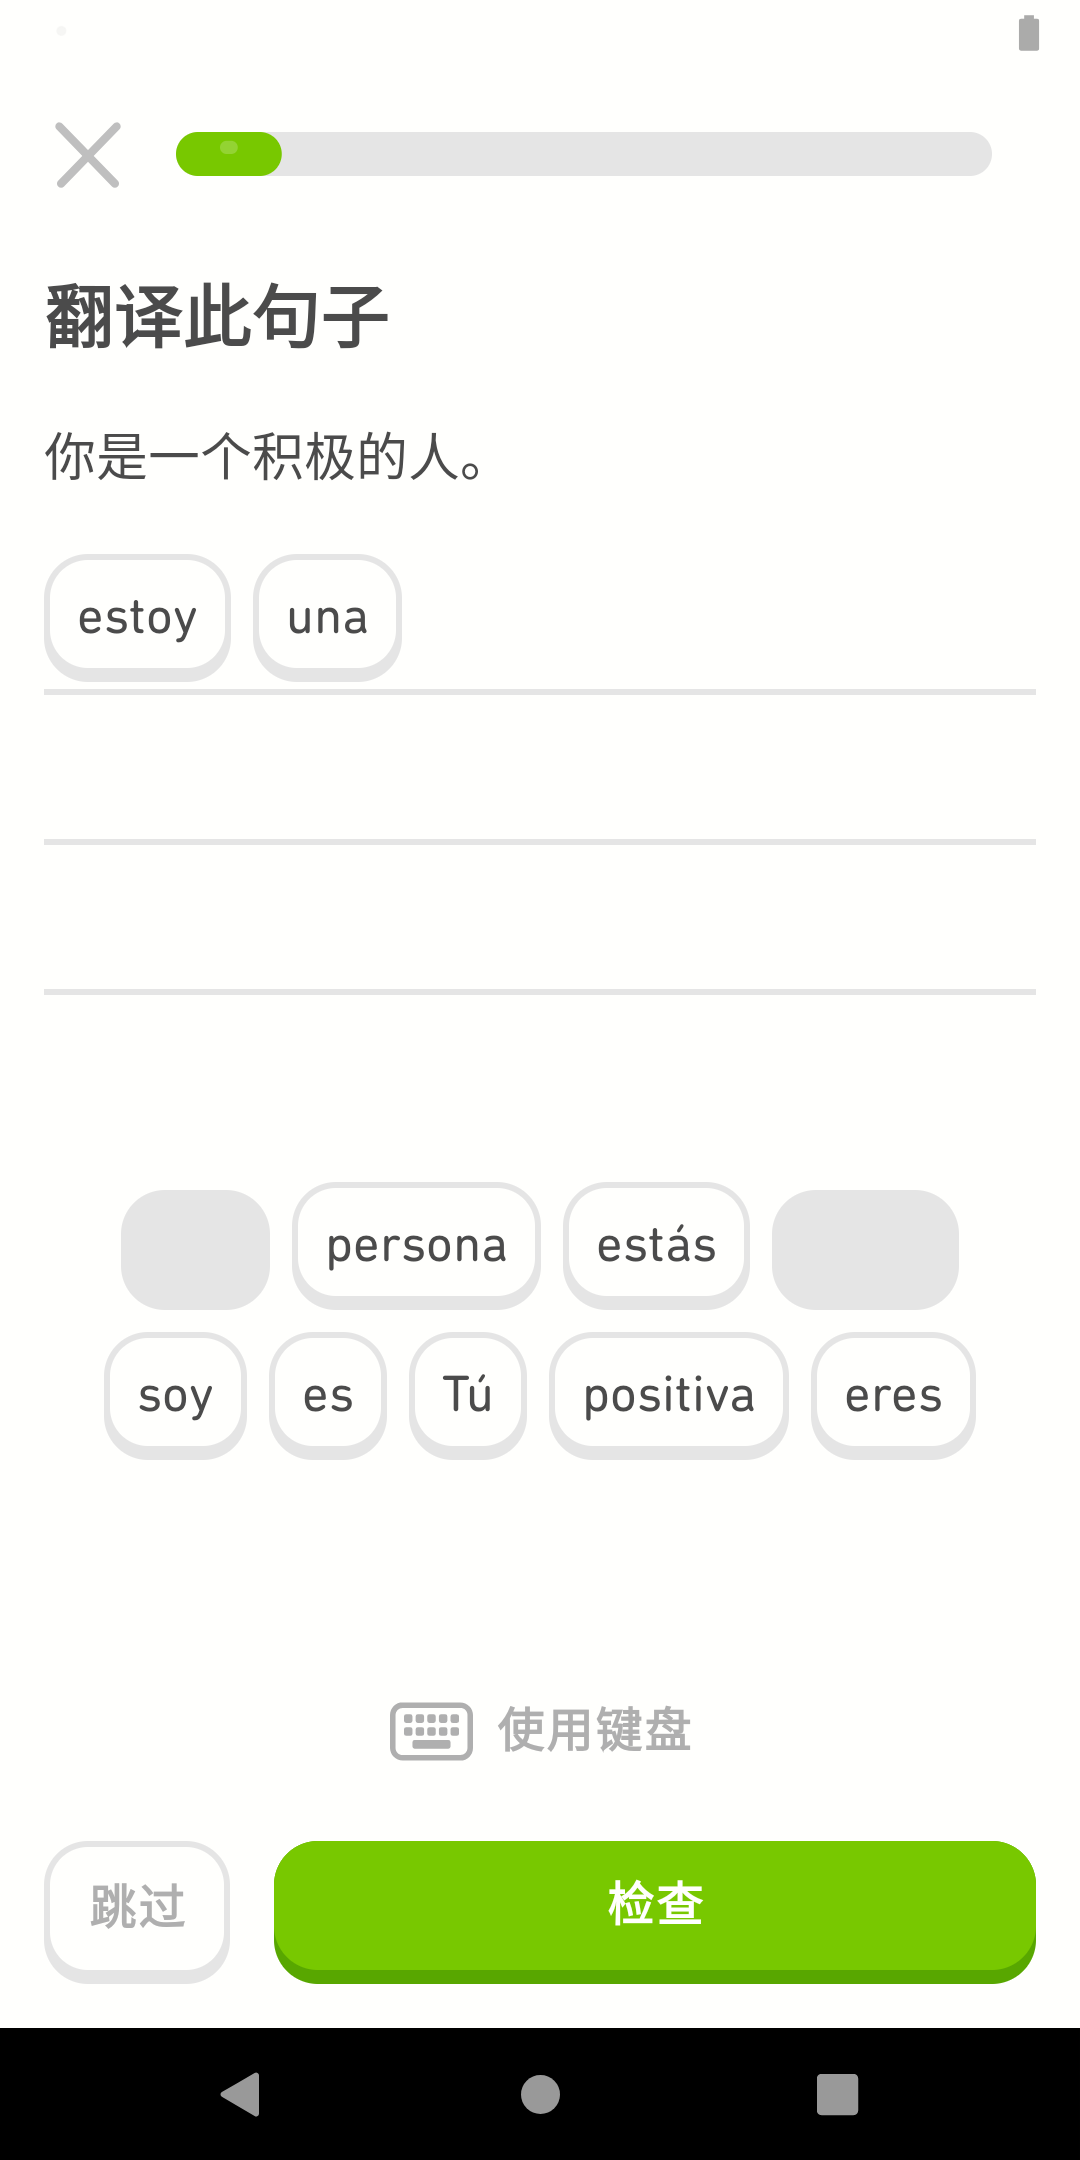 翻译此句子
你是一个积极的人。
estoy una
persona estás
soy es Tú positiva eres
使用键盘
跳过 检查